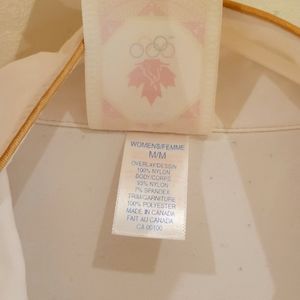 WOMENS/FEMME
M/M
OVERLAY/DESSIN
100% NYLON
BODY/CORPS
93% NYLON
7% SPANDEX
TRIM/GARNITURE
100% POLYESTER
MADE IN CANADA
FAIT AU CANADA
CA 00100